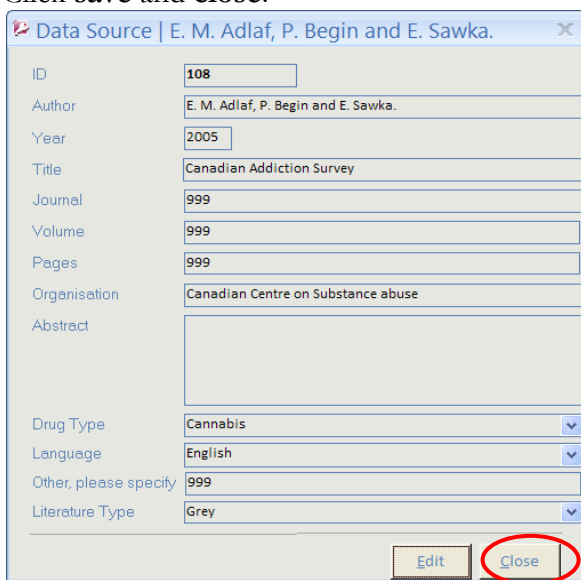 Click save and close.
Data Source | E. M. Adlaf, P. Begin and E. Sawka.
ID 108
Author E. M. Adlaf, P. Begin and E. Sawka.
Year 2005
Title Canadian Addiction Survey
Journal 999
Volume 999
Pages 999
Organisation Canadian Centre on Substance abuse
Abstract
Drug Type Cannabis
Language English
Other, please specify 999
Literature Type Grey
Edit Close